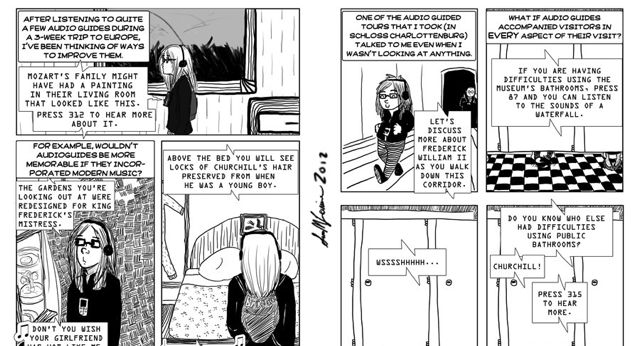 AFTER LISTENING TO QUITE
A FEW AUDIO GUIDES DURING
A 3-WEEK TRIP TO EUROPE,
I'VE BEEN THINKING OF WAYS
TO IMPROVE THEM.
MOZART'S FAMILY MIGHT
HAVE HAD A PAINTING
IN THEIR LIVING ROOM
THAT LOOKED LIKE THIS.
PRESS 312 TO HEAR MORE
ABOUT IT.
FOR EXAMPLE, WOULDN'T
AUDIOGUIDES BE MORE
MEMORABLE IF THEY INCOR-
PORATED MODERN MUSIC?
THE GARDENS YOU'RE
LOOKING OUT AT WERE
REDESIGNED FOR KING
FREDERICK'S
MISTRESS.
DON'T YOU WISH
YOUR GIRLFRIEND
WAS HOT LIKE ME
ABOVE THE BED YOU WILL SEE
LOCKS OF CHURCHILL'S HAIR
PRESERVED FROM WHEN
HE WAS A YOUNG BOY.
2012
ONE OF THE AUDIO GUIDED
TOURS THAT I TOOK (IN
SCHLOSS CHARLOTTENBURG)
TALKED TO ME EVEN WHEN I
WASN'T LOOKING AT ANYTHING.
LET'S
DISCUSS
MORE ABOUT
FREDERICK
WILLIAM II
AS YOU WALK
DOWN THIS
CORRIDOR.
WHAT IF AUDIO GUIDES
ACCOMPANIED VISITORS IN
EVERY ASPECT OF THEIR VISIT?
IF YOU ARE HAVING
DIFFICULTIES USING THE
MUSEUM'S BATHROOMS, PRESS
87 AND YOU CAN LISTEN
TO THE SOUNDS OF A
WATERFALL.
WSSSHHHHH...
DO YOU KNOW WHO ELSE
HAD DIFFICULTIES
USING PUBLIC
BATHROOMS?
CHURCHILL!
PRESS 315
TO HEAR
MORE.